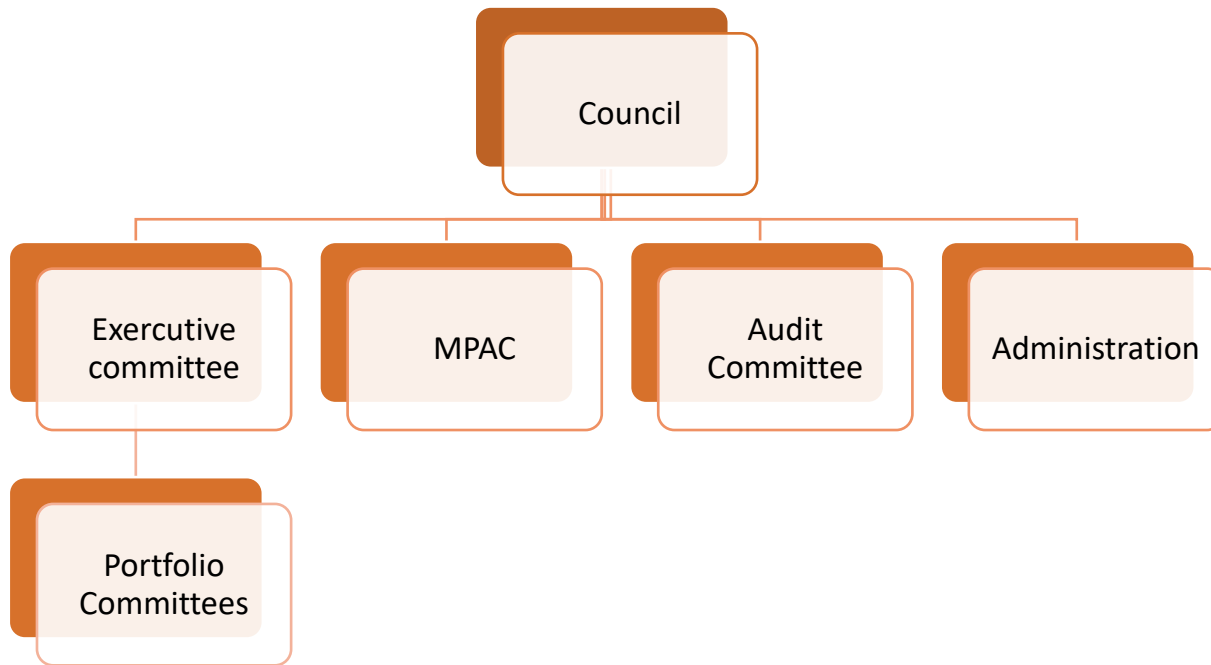 Council
Exercutive
committee
MPAC
Audit
Committee
Administration
Portfolio
Committees